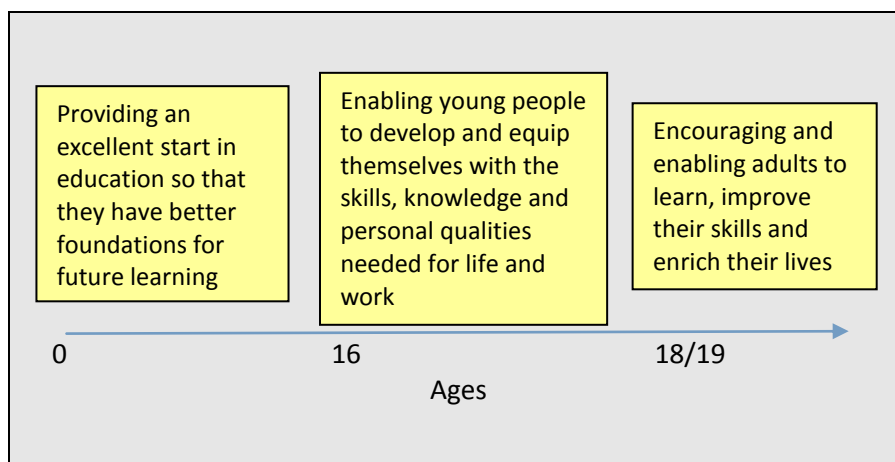 Providing an
excellent start in
education so that
they have better
foundations for
future learning
Enabling young people
to develop and equip
themselves with the
skills, knowledge and
personal qualities
needed for life and
work
Encouraging and
enabling adults to
learn, improve
their skills and
enrich their lives
0
16
18/19
Ages